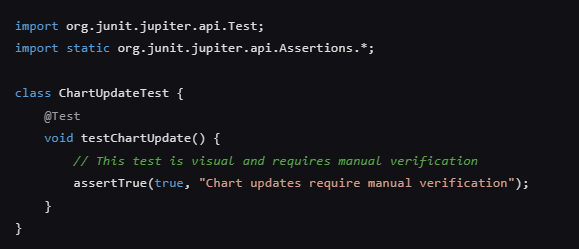 import org.junit.jupiter.api.Test;
import static org.junit.jupiter.api.Assertions.*;

class ChartUpdateTest {
    @Test
    void testChartUpdate() {
        // This test is visual and requires manual verification
        assertTrue(true, "Chart updates require manual verification");
    }
}